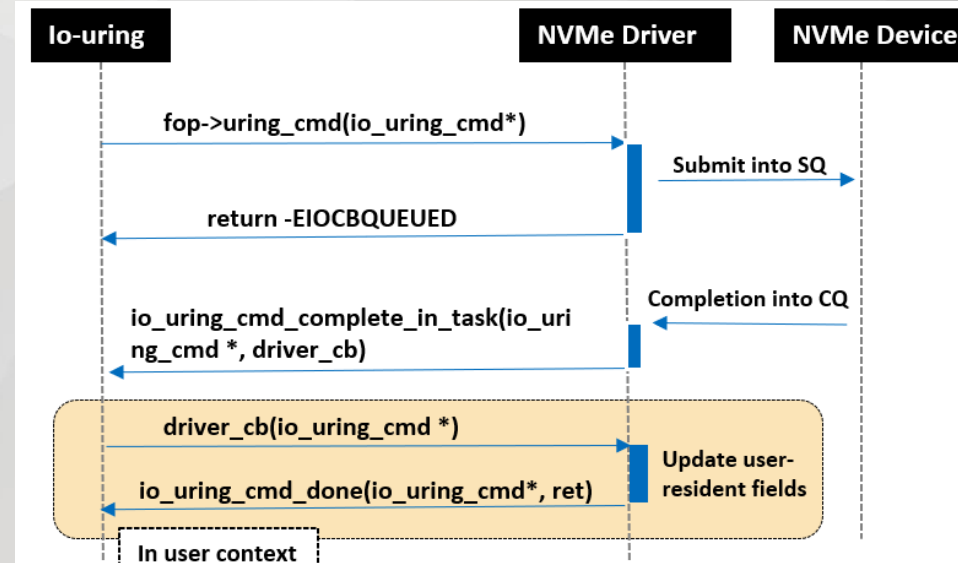 Io-uring
NVMe Driver
NVMe Device
fop->uring_cmd(io_uring_cmd*)
Submit into SQ
return -EIOCBQUEUED
Completion into CQ
io_uring_cmd_complete_in_task(io_uri
ng_cmd *, driver_cb)
driver_cb(io_uring_cmd *)
Update user-
resident fields
io_uring_cmd_done(io_uring_cmd*, ret)
In user context